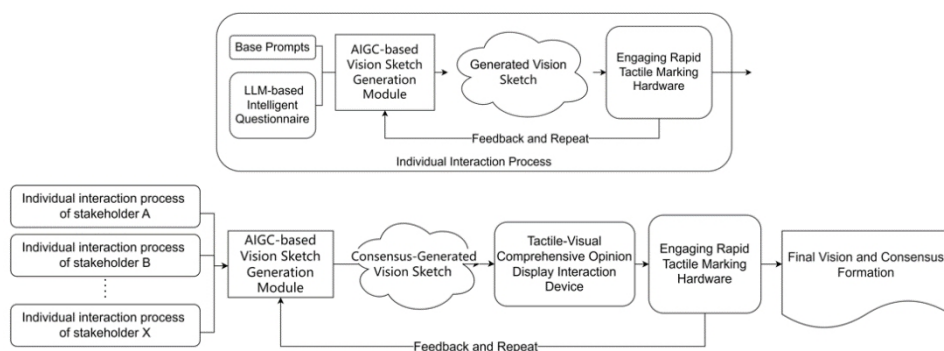 Base Prompts
LLM-based
Intelligent
Questionnaire
AIGC-based
Vision Sketch
Generation
Module
Generated Vision
Sketch
Engaging Rapid
Tactile Marking
Hardware
Feedback and Repeat
Individual Interaction Process
Individual interaction process
of stakeholder A
Individual interaction process
of stakeholder B
Individual interaction process
of stakeholder X
AIGC-based
Vision Sketch
Generation
Module
Consensus-Generated
Vision Sketch
Tactile-Visual
Comprehensive Opinion
Display Interaction
Device
Engaging Rapid
Tactile Marking
Hardware
Final Vision and Consensus
Formation
Feedback and Repeat